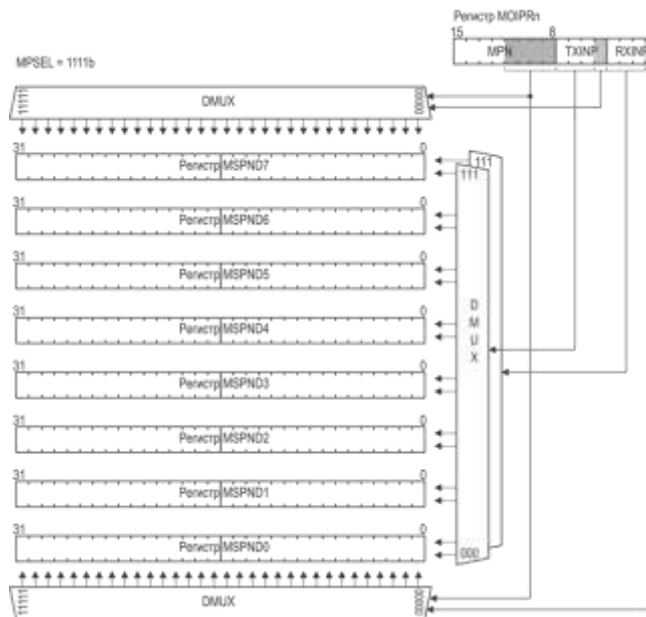 Регистр MOIPRn
15 8
MPN TXINP RXINP
MPSEL = 1111b
11111 DMUX 00000
31 0
Регистр MSPND7
111
111
31 0
Регистр MSPND6
31 0
Регистр MSPND5
31 0
Регистр MSPND4
DMUX
31 0
Регистр MSPND3
31 0
Регистр MSPND2
31 0
Регистр MSPND1
31 0
Регистр MSPND0
000
11111 DMUX 00000